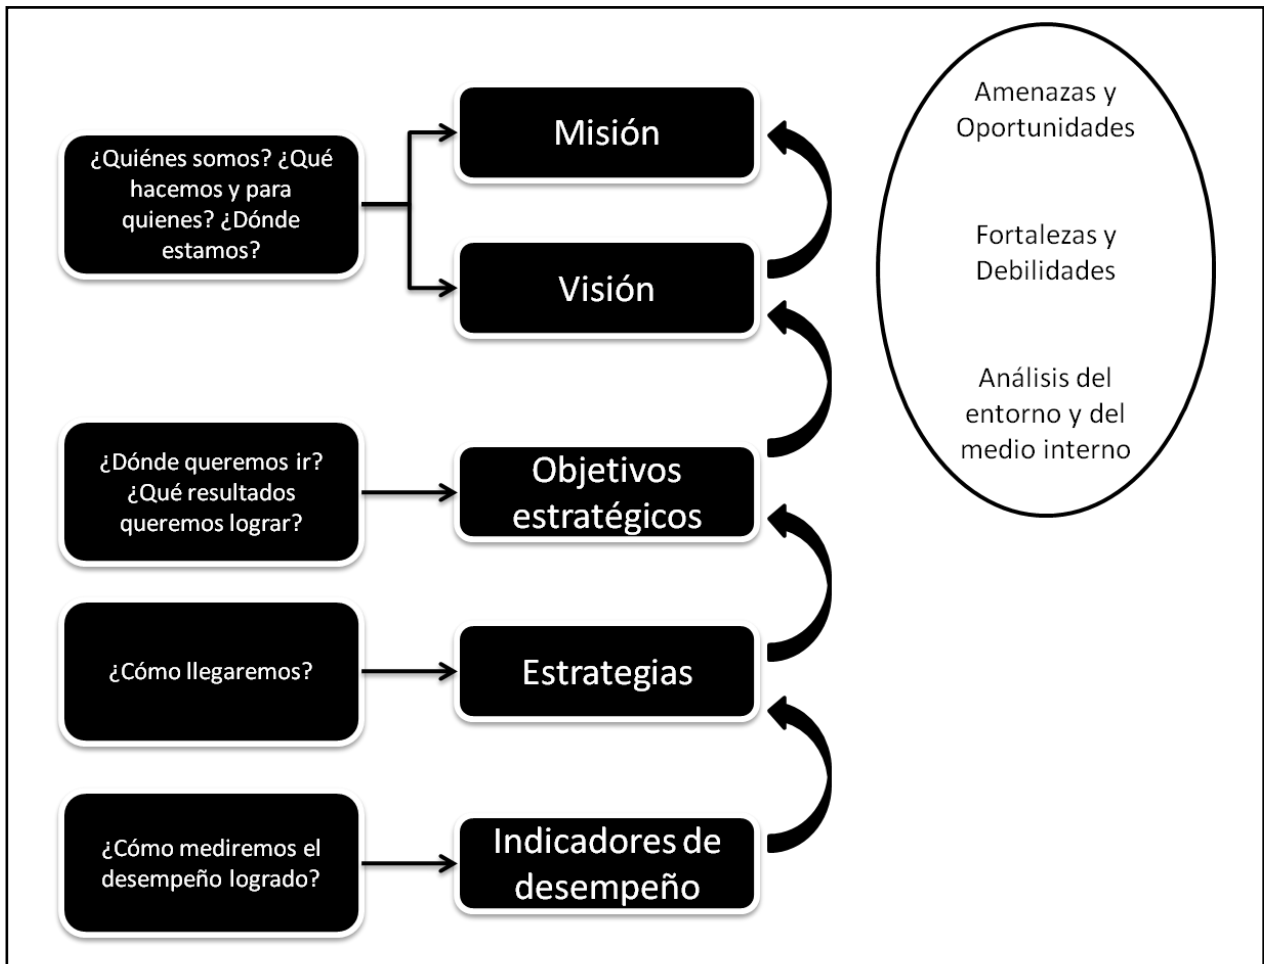 ¿Quiénes somos? ¿Qué
hacemos y para
quienes? ¿Dónde
estamos?
Misión
Visión
Amenazas y
Oportunidades
Fortalezas y
Debilidades
Análisis del
entorno y del
medio interno
¿Dónde queremos ir?
¿Qué resultados
queremos lograr?
Objetivos
estratégicos
¿Cómo llegaremos?
Estrategias
¿Cómo mediremos el
desempeño logrado?
Indicadores de
desempeño